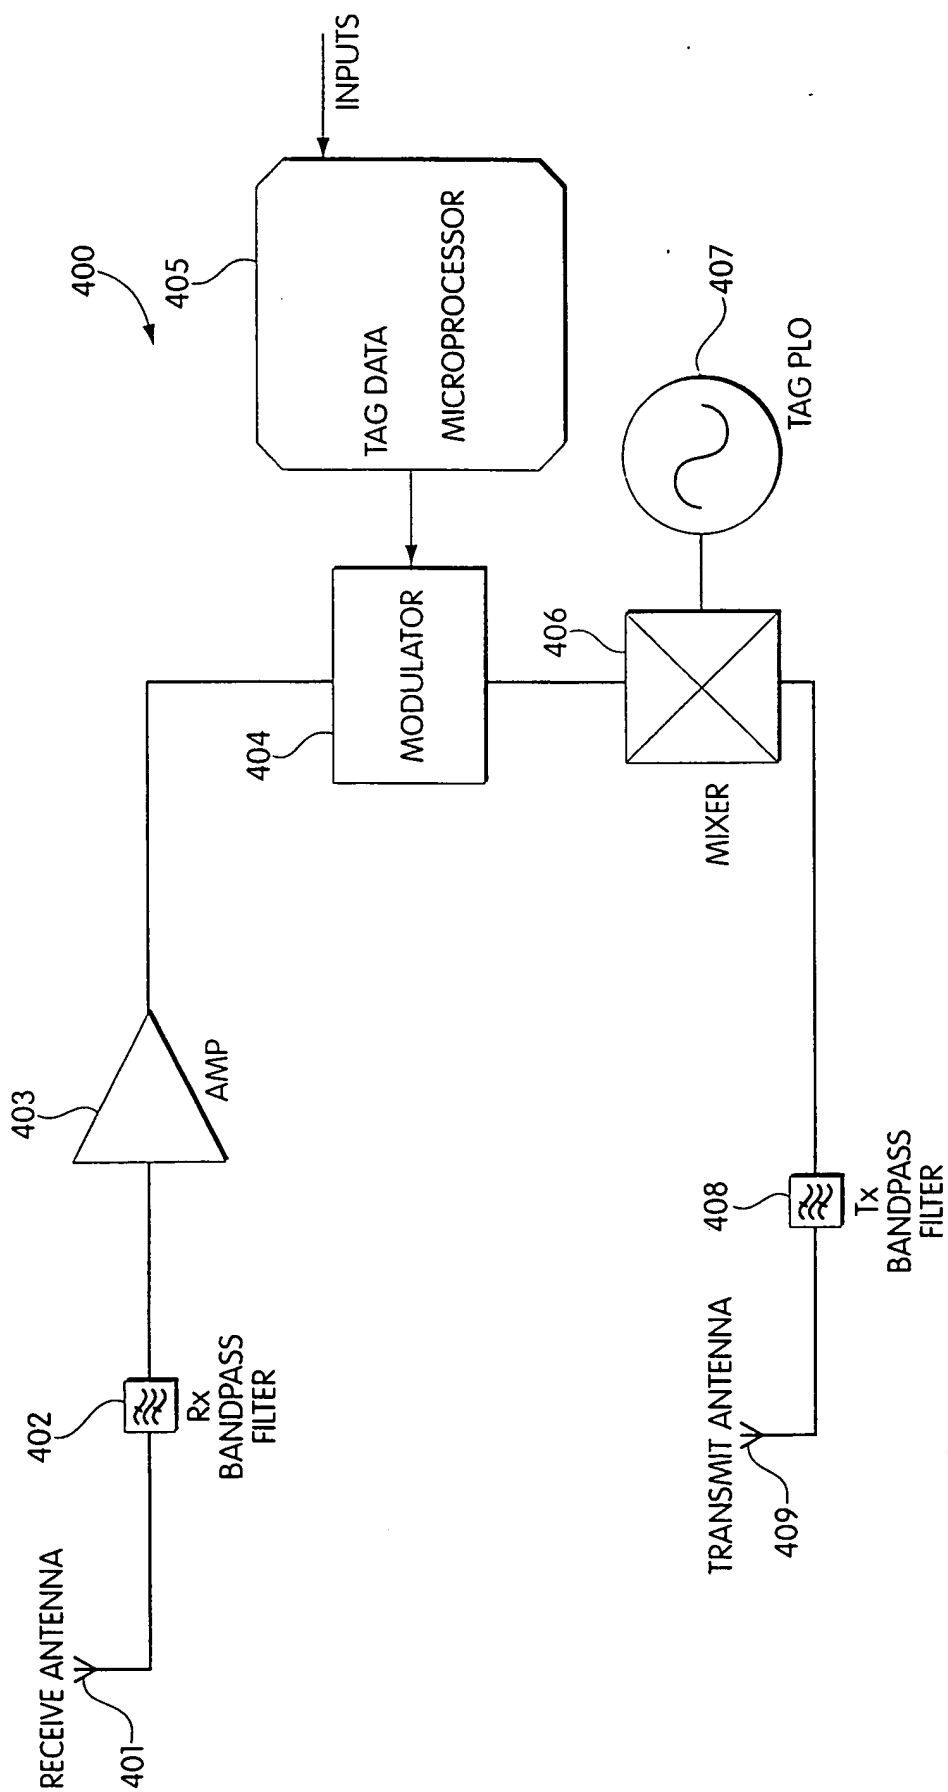 400
RECEIVE ANTENNA
401
402
Rx
BANDPASS
FILTER
403
AMP
404
MODULATOR
405
TAG DATA
MICROPROCESSOR
INPUTS
406
MIXER
407
TAG PLO
408
Tx
BANDPASS
FILTER
TRANSMIT ANTENNA
409